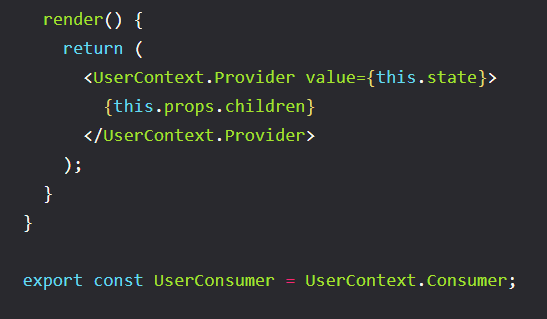 render() {
return (
<UserContext.Provider value={this.state}>
{this.props.children}
</UserContext.Provider>
);
}
}
export const UserConsumer = UserContext.Consumer;